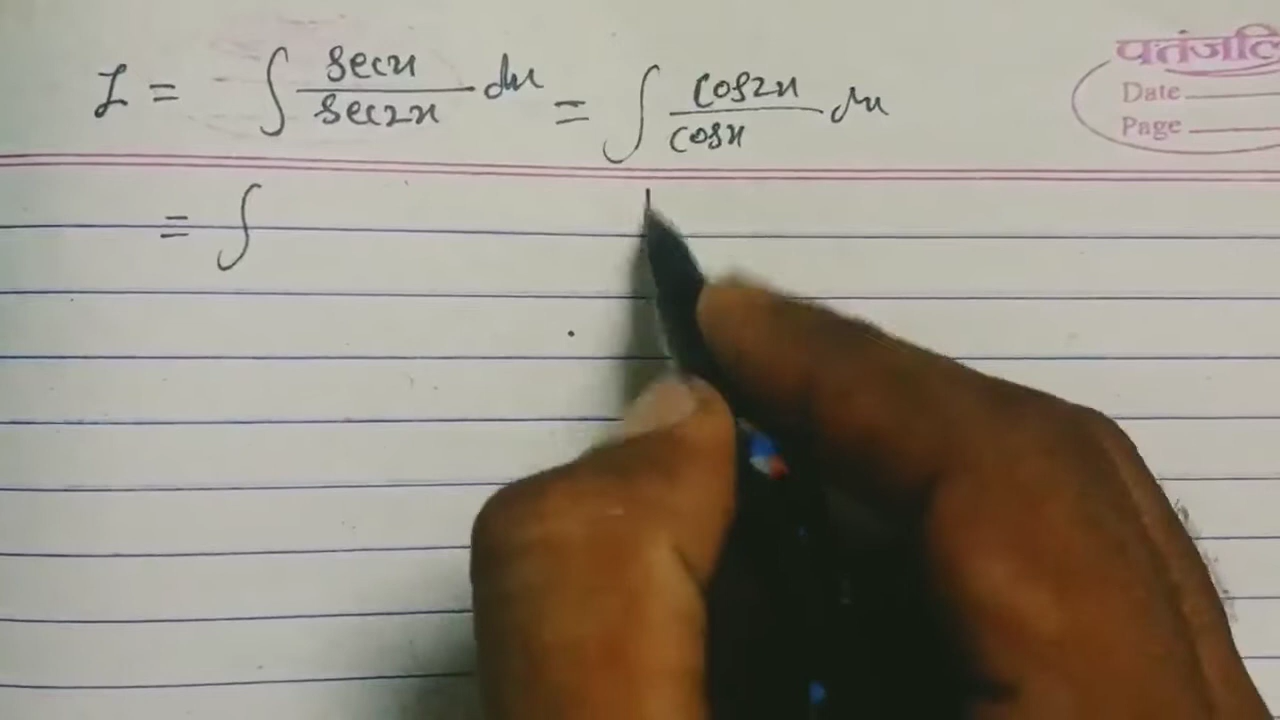 I = ∫ secx/sec2x dx = ∫ cos2x/cosx dx
पतंजलि
Date
Page
= ∫